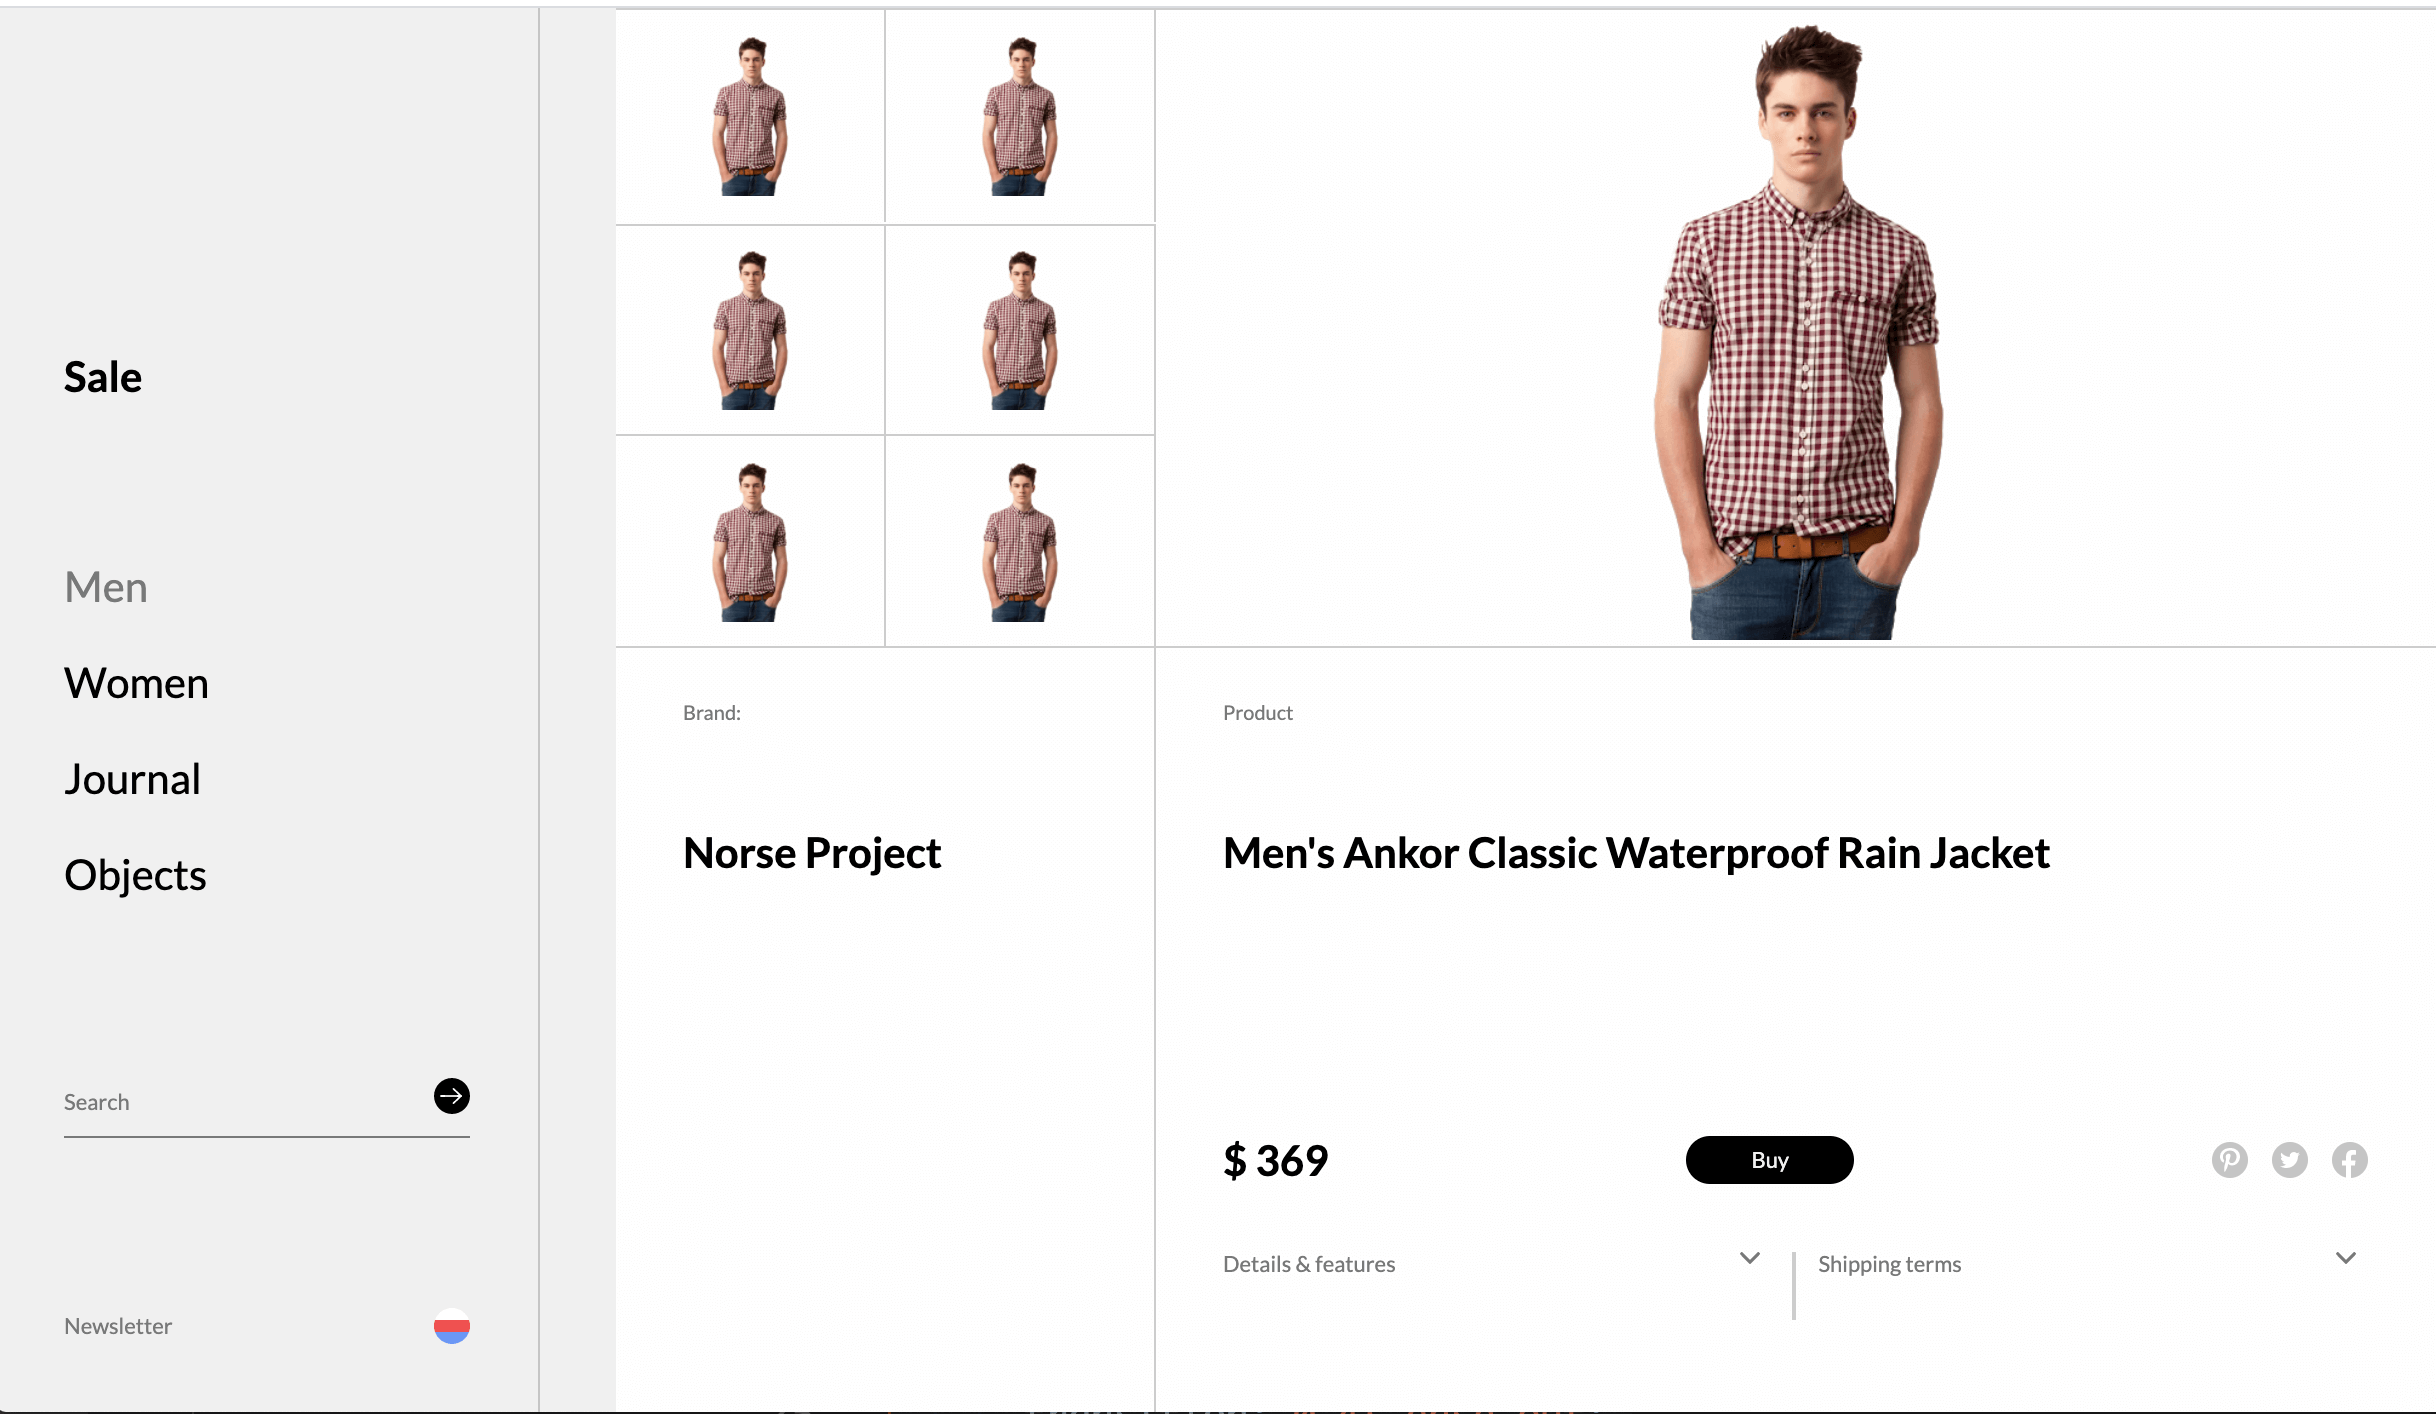 Sale
Men
Women
Journal
Objects
Search
Newsletter
Brand:
Norse Project
Product
Men's Ankor Classic Waterproof Rain Jacket
$ 369
Buy
Details & features
Shipping terms